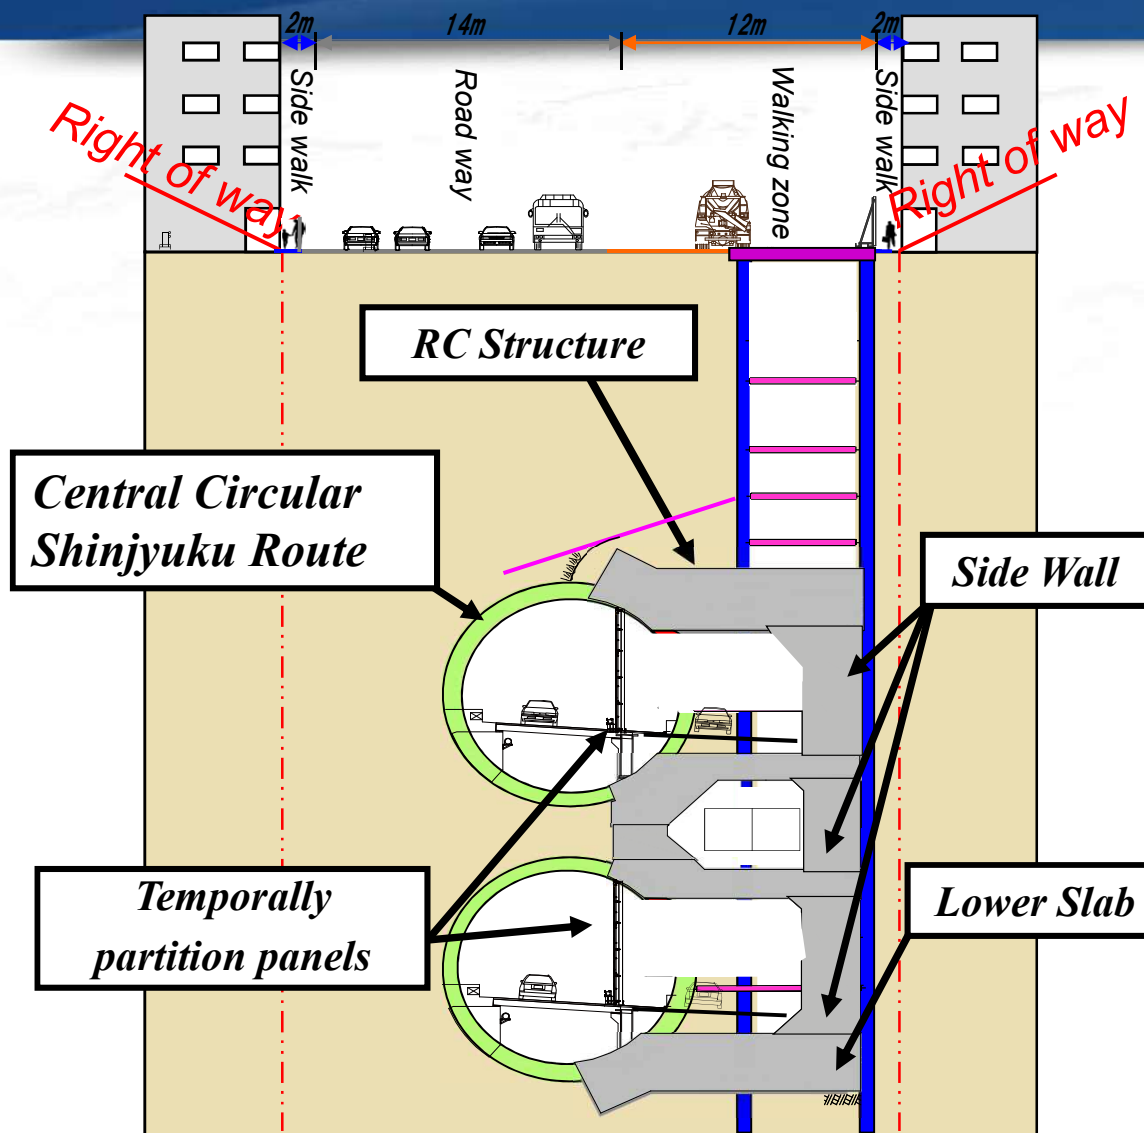 2m
14m
12m
2m
Side walk
Road way
Walking zone
Side walk
Right of way
Right of way
RC Structure
Central Circular
Shinjyuku Route
Side Wall
Temporally
partition panels
Lower Slab